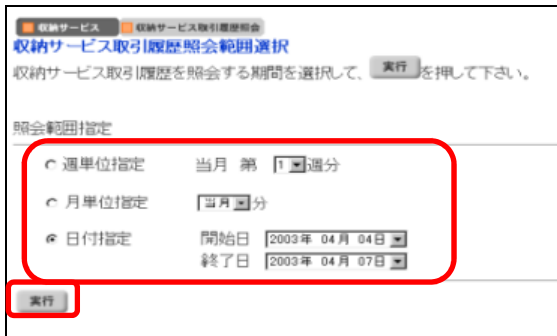 収納サービス 収納サービス取引履歴照会
収納サービス取引履歴照会範囲選択
収納サービス取引履歴を照会する期間を選択して、 実行 を押して下さい。
照会範囲指定
週単位指定 当月 第 1 週分
月単位指定 当月 分
日付指定 開始日 2003年 04月 04日
終了日 2003年 04月 07日
実行